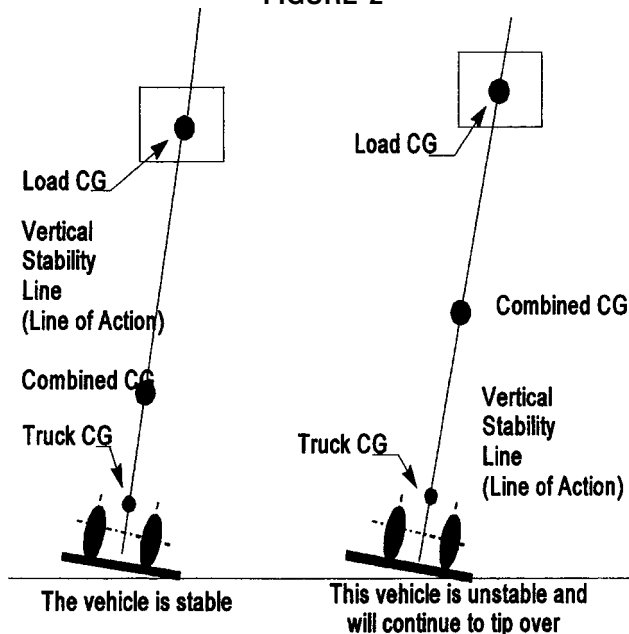 FIGURE 2
Load CG
Vertical
Stability
Line
(Line of Action)
Combined CG
Truck CG
The vehicle is stable
Load CG
Combined CG
Vertical
Stability
Line
(Line of Action)
Truck CG
This vehicle is unstable and
will continue to tip over